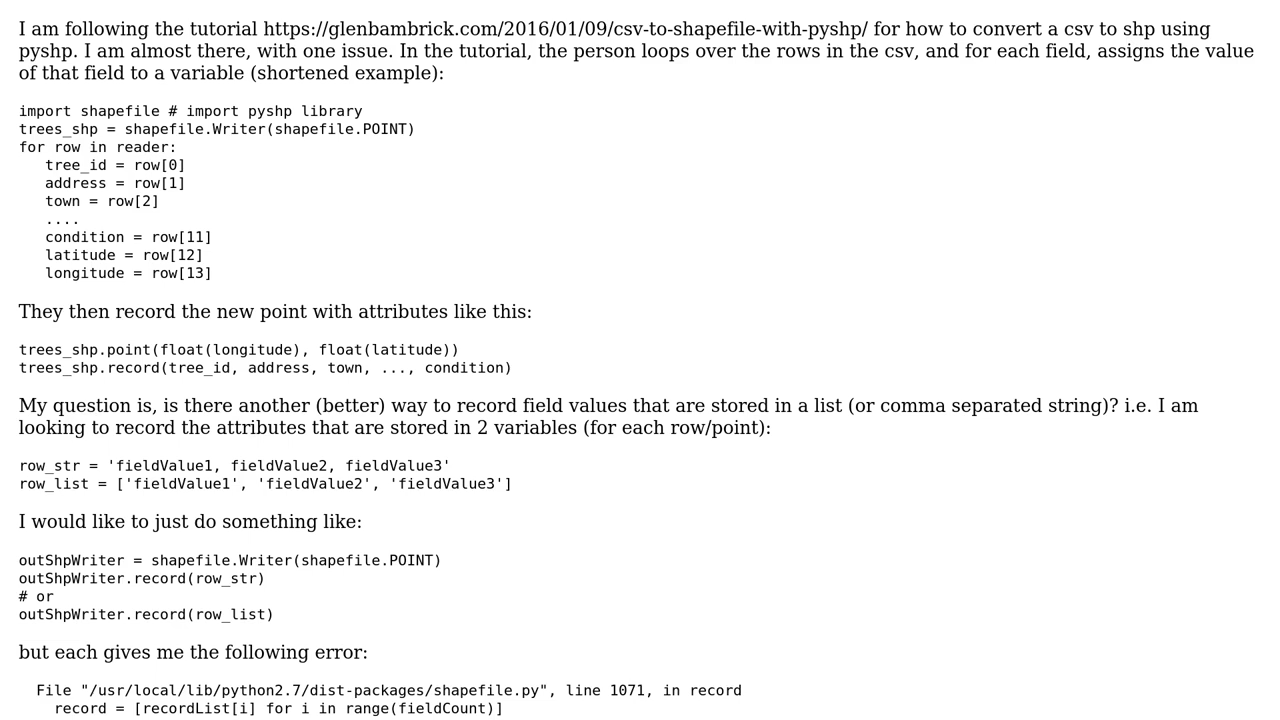 I am following the tutorial https://glenbambrick.com/2016/01/09/csv-to-shapefile-with-pyshp/ for how to convert a csv to shp using
pyshp. I am almost there, with one issue. In the tutorial, the person loops over the rows in the csv, and for each field, assigns the value
of that field to a variable (shortened example):
import shapefile # import pyshp library
trees_shp = shapefile.Writer(shapefile.POINT)
for row in reader:
   tree_id = row[0]
   address = row[1]
   town = row[2]
   ....
   condition = row[11]
   latitude = row[12]
   longitude = row[13]
They then record the new point with attributes like this:
trees_shp.point(float(longitude), float(latitude))
trees_shp.record(tree_id, address, town, ..., condition)
My question is, is there another (better) way to record field values that are stored in a list (or comma separated string)? i.e. I am
looking to record the attributes that are stored in 2 variables (for each row/point):
row_str = 'fieldValue1, fieldValue2, fieldValue3'
row_list = ['fieldValue1', 'fieldValue2', 'fieldValue3']
I would like to just do something like:
outShpWriter = shapefile.Writer(shapefile.POINT)
outShpWriter.record(row_str)
# or
outShpWriter.record(row_list)
but each gives me the following error:
  File "/usr/local/lib/python2.7/dist-packages/shapefile.py", line 1071, in record
    record = [recordList[i] for i in range(fieldCount)]